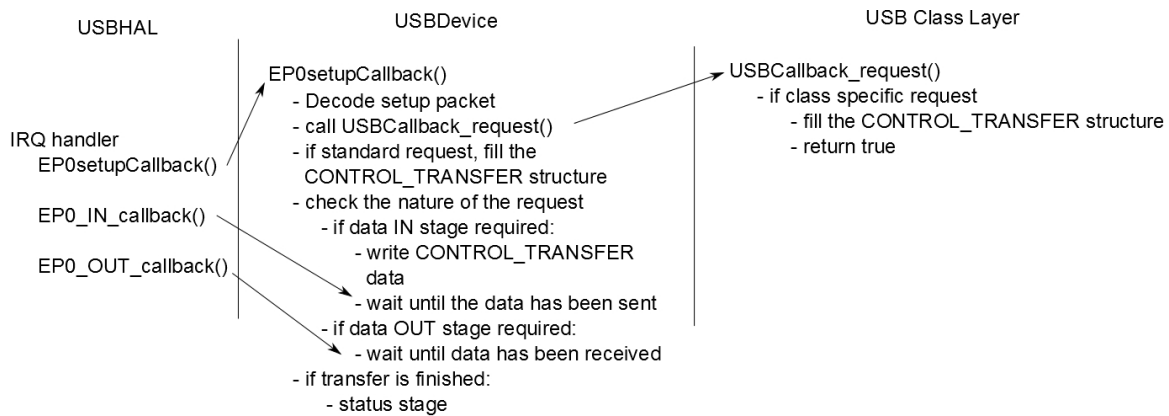 USBHAL
USBDevice
USB Class Layer
IRQ handler
EP0setupCallback()
EP0_IN_callback()
EP0_OUT_callback()
EP0setupCallback()
- Decode setup packet
- call USBCallback_request()
- if standard request, fill the
CONTROL_TRANSFER structure
- check the nature of the request
- if data IN stage required:
- write CONTROL_TRANSFER
data
- wait until the data has been sent
- if data OUT stage required:
- wait until data has been received
- if transfer is finished:
- status stage
USBCallback_request()
- if class specific request
- fill the CONTROL_TRANSFER structure
- return true